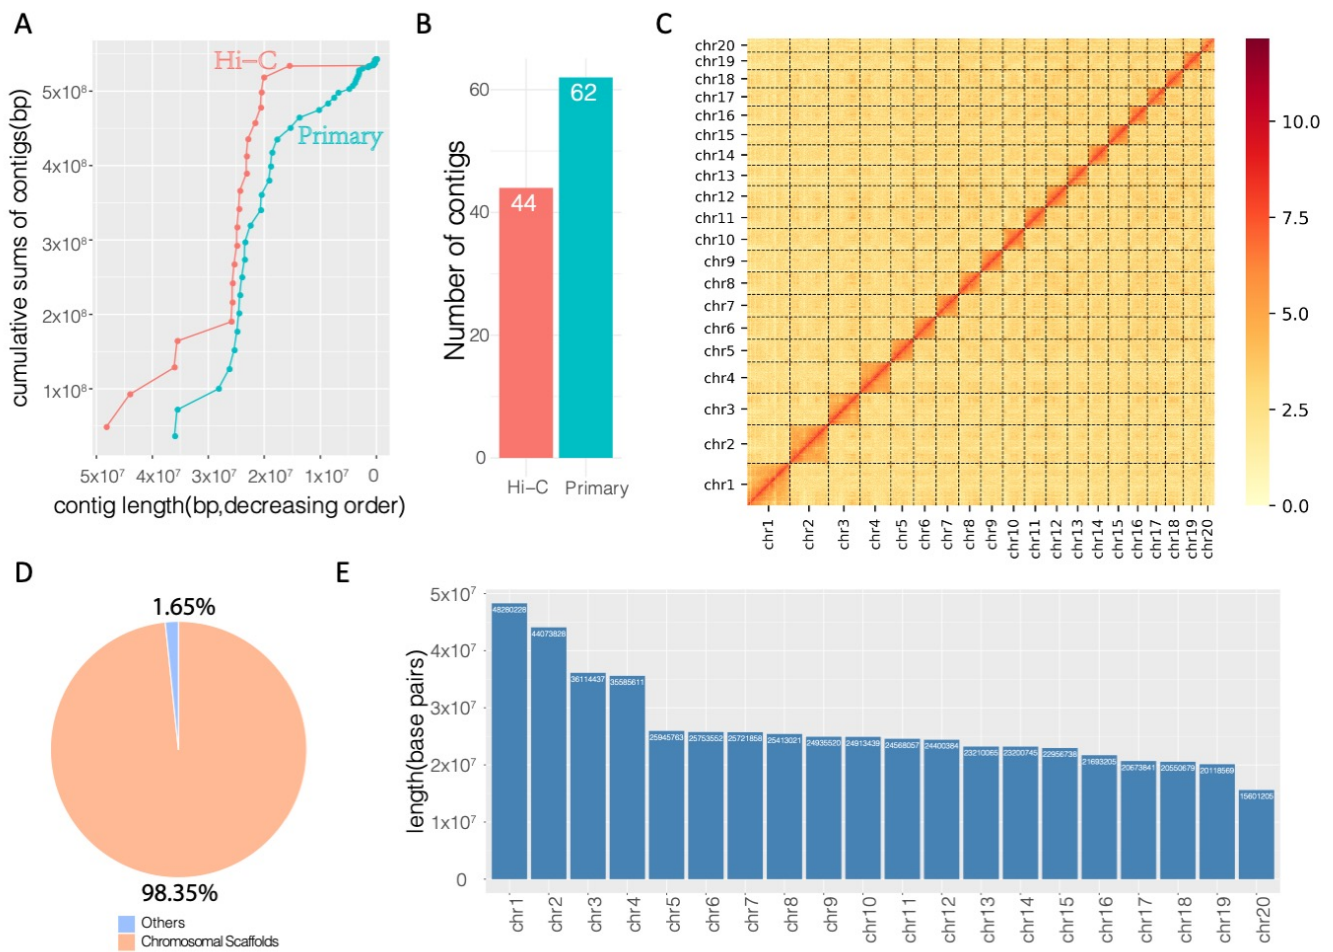 A
Hi-C
Primary
5x10⁸
4x10⁸
3x10⁸
2x10⁸
1x10⁸
cumulative sums of contigs(bp)
5x10⁷ 4x10⁷ 3x10⁷ 2x10⁷ 1x10⁷ 0
contig length(bp,decreasing order)
B
60
40
20
0
Number of contigs
44
62
Hi-C Primary
C
chr20
chr19
chr18
chr17
chr16
chr15
chr14
chr13
chr12
chr11
chr10
chr9
chr8
chr7
chr6
chr5
chr4
chr3
chr2
chr1
chr1 chr2 chr3 chr4 chr5 chr6 chr7 chr8 chr9 chr10 chr11 chr12 chr13 chr14 chr15 chr16 chr17 chr18 chr19 chr20
10.0
7.5
5.0
2.5
0.0
D
1.65%
98.35%
Others
Chromosomal Scaffolds
E
5x10⁷
4x10⁷
3x10⁷
2x10⁷
1x10⁷
0
length(base pairs)
48280228
44073828
36114437
35585611
25945763
25753552
25721858
25413021
24935520
24913439
24568057
24400384
23210065
23200745
22956738
21693205
20673841
20550679
20118569
15601205
chr1 chr2 chr3 chr4 chr5 chr6 chr7 chr8 chr9 chr10 chr11 chr12 chr13 chr14 chr15 chr16 chr17 chr18 chr19 chr20